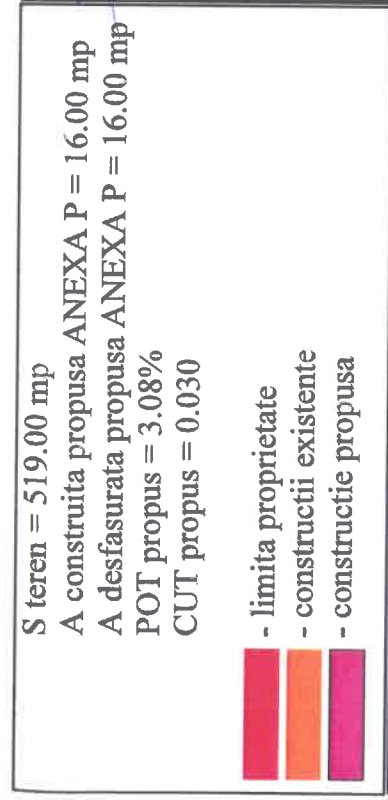 S teren = 519.00 mp
A construita propusa ANEXA P = 16.00 mp
A desfasurata propusa ANEXA P = 16.00 mp
POT propus = 3.08%
CUT propus = 0.030
- limita proprietate
- constructii existente
- constructie propusa